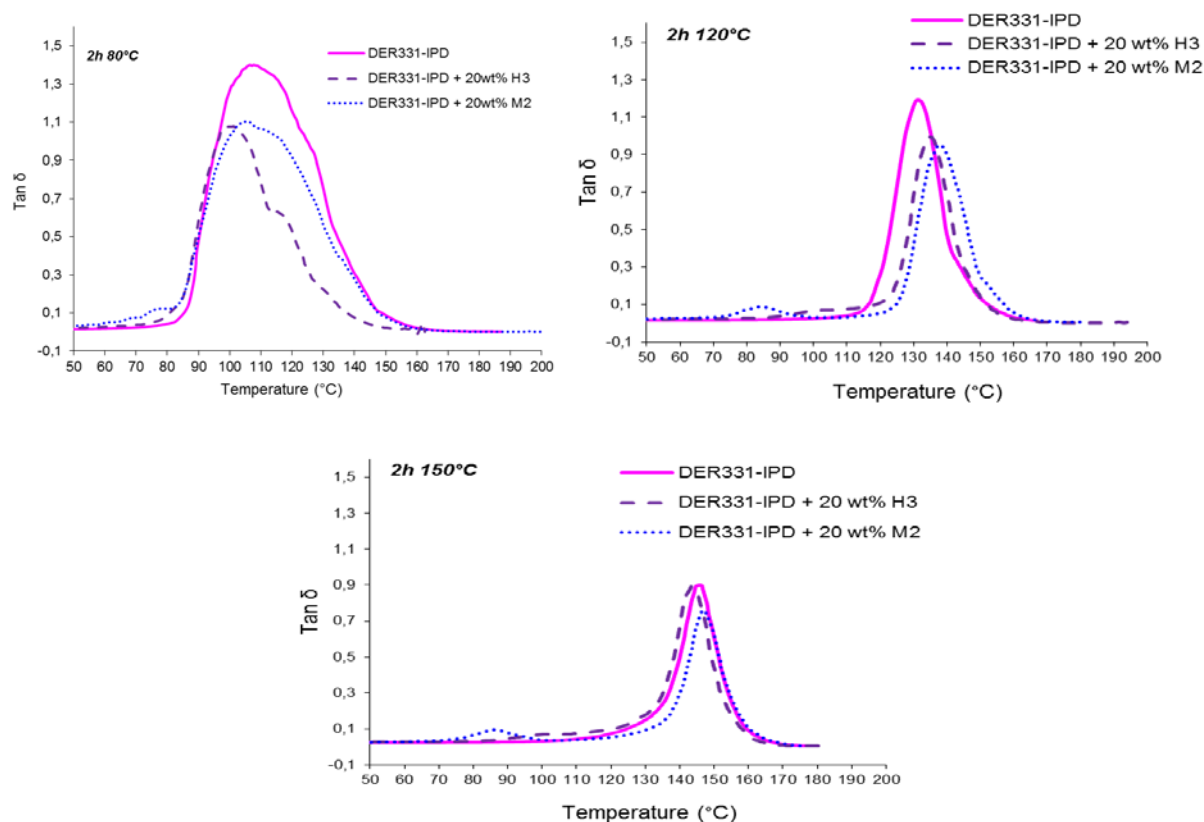 2h 80°C
DER331-IPD
DER331-IPD + 20wt% H3
DER331-IPD + 20wt% M2
Tan δ
1,5
1,3
1,1
0,9
0,7
0,5
0,3
0,1
-0,1
50 60 70 80 90 100 110 120 130 140 150 160 170 180 190 200
Temperature (°C)
2h 120°C
DER331-IPD
DER331-IPD + 20 wt% H3
DER331-IPD + 20 wt% M2
Tan δ
1,5
1,3
1,1
0,9
0,7
0,5
0,3
0,1
-0,1
50 60 70 80 90 100 110 120 130 140 150 160 170 180 190 200
Temperature (°C)
2h 150°C
DER331-IPD
DER331-IPD + 20 wt% H3
DER331-IPD + 20 wt% M2
Tan δ
1,5
1,3
1,1
0,9
0,7
0,5
0,3
0,1
-0,1
50 60 70 80 90 100 110 120 130 140 150 160 170 180 190 200
Temperature (°C)